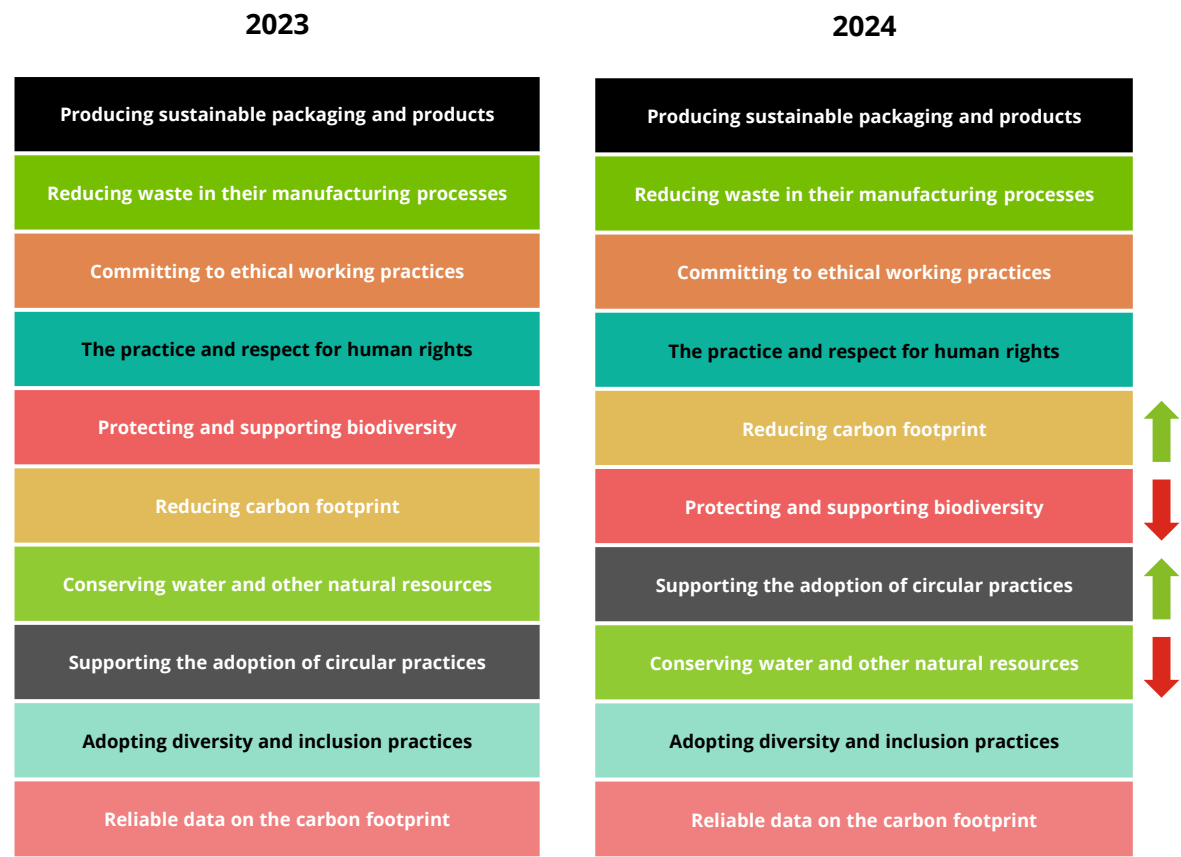 2023
Producing sustainable packaging and products
Reducing waste in their manufacturing processes
Committing to ethical working practices
The practice and respect for human rights
Protecting and supporting biodiversity
Reducing carbon footprint
Conserving water and other natural resources
Supporting the adoption of circular practices
Adopting diversity and inclusion practices
Reliable data on the carbon footprint
2024
Producing sustainable packaging and products
Reducing waste in their manufacturing processes
Committing to ethical working practices
The practice and respect for human rights
Reducing carbon footprint
Protecting and supporting biodiversity
Supporting the adoption of circular practices
Conserving water and other natural resources
Adopting diversity and inclusion practices
Reliable data on the carbon footprint